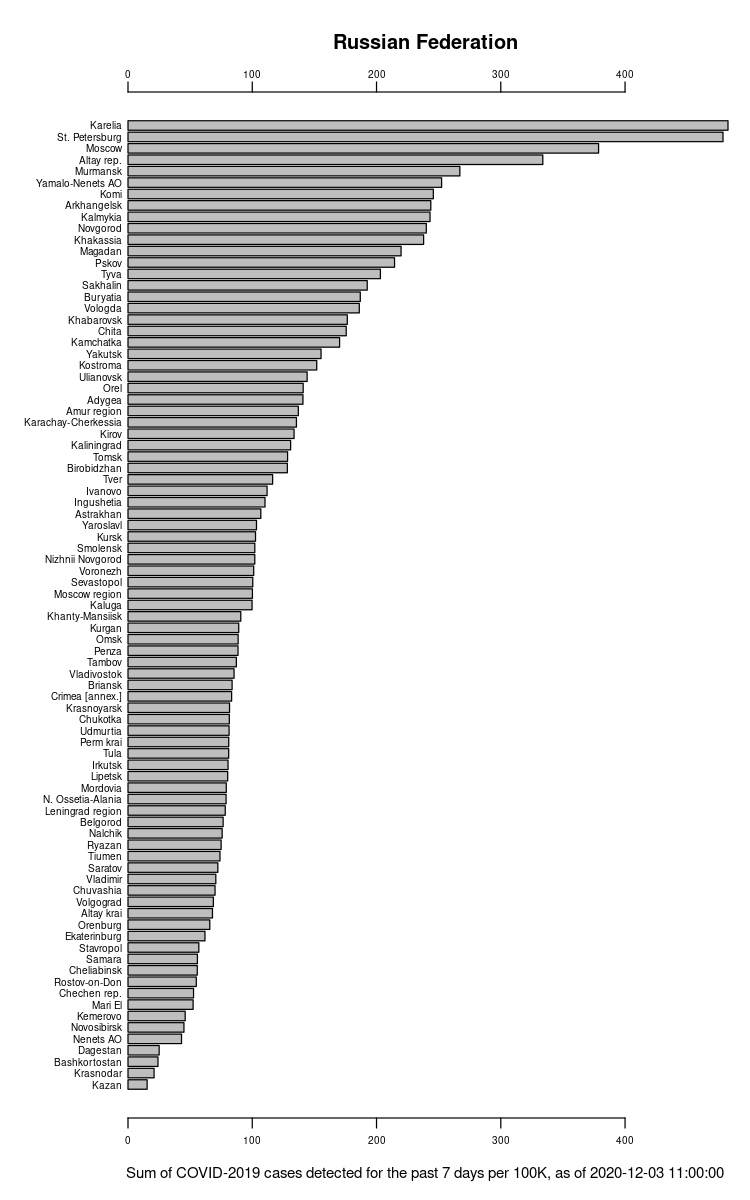 Russian Federation
0 100 200 300 400
Karelia
St. Petersburg
Moscow
Altay rep.
Murmansk
Yamalo-Nenets AO
Komi
Arkhangelsk
Kalmykia
Novgorod
Khakassia
Magadan
Pskov
Tyva
Sakhalin
Buryatia
Vologda
Khabarovsk
Chita
Kamchatka
Yakutsk
Kostroma
Ulianovsk
Orel
Adygea
Amur region
Karachay-Cherkessia
Kirov
Kaliningrad
Tomsk
Birobidzhan
Tver
Ivanovo
Ingushetia
Astrakhan
Yaroslavl
Kursk
Smolensk
Nizhnii Novgorod
Voronezh
Sevastopol
Moscow region
Kaluga
Khanty-Mansiisk
Kurgan
Omsk
Penza
Tambov
Vladivostok
Briansk
Crimea [annex.]
Krasnoyarsk
Chukotka
Udmurtia
Perm krai
Tula
Irkutsk
Lipetsk
Mordovia
N. Ossetia-Alania
Leningrad region
Belgorod
Nalchik
Ryazan
Tiumen
Saratov
Vladimir
Chuvashia
Volgograd
Altay krai
Orenburg
Ekaterinburg
Stavropol
Samara
Cheliabinsk
Rostov-on-Don
Chechen rep.
Mari El
Kemerovo
Novosibirsk
Nenets AO
Dagestan
Bashkortostan
Krasnodar
Kazan
0 100 200 300 400
Sum of COVID-2019 cases detected for the past 7 days per 100K, as of 2020-12-03 11:00:00